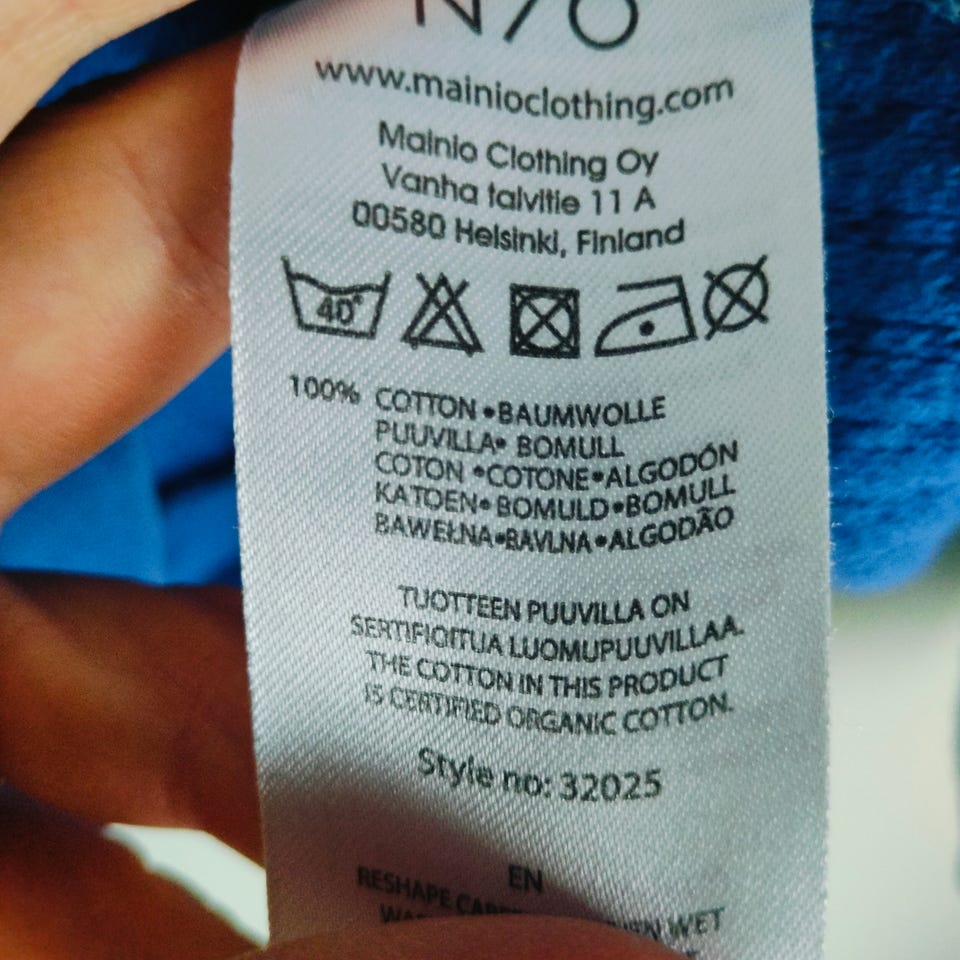 N/O
www.mainioclothing.com
Mainio Clothing Oy
Vanha talvitie 11 A
00580 Helsinki, Finland
40°
100% COTTON•BAUMWOLLE
PUUVILLA• BOMULL
COTON •COTONE•ALGODÓN
KATOEN•BOMULD•BOMULL
BAWEŁNA•BAVLNA•ALGODÃO
TUOTTEEN PUUVILLA ON
SERTIFIOITUA LUOMUPUUVILLAA.
THE COTTON IN THIS PRODUCT
IS CERTIFIED ORGANIC COTTON.
Style no: 32025
EN
RESHAPE
WET